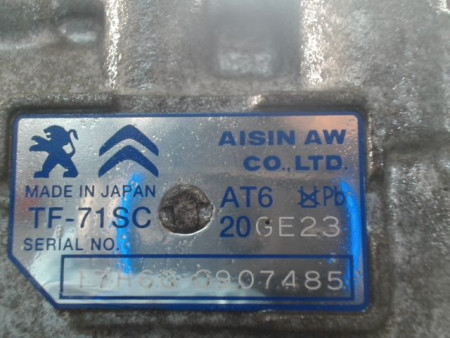 AISIN AW
CO.,LTD.
MADE IN JAPAN
TF-71SC
AT6 Pb
20GE23
SERIAL NO.
0907485